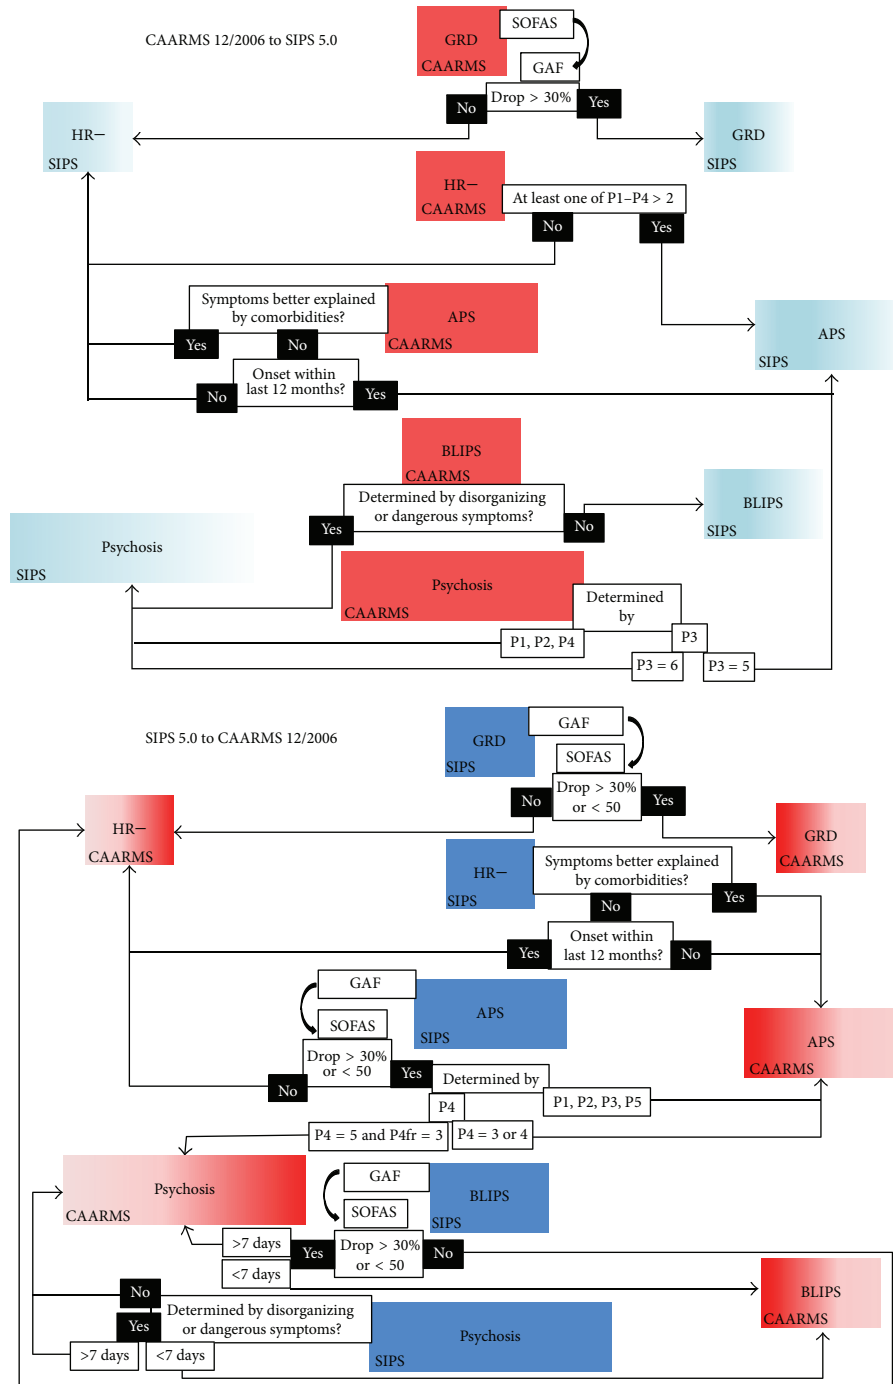 CAARMS 12/2006 to SIPS 5.0
SOFAS
GRD
CAARMS
GAF
Drop > 30%
No
Yes
HR−
SIPS
GRD
SIPS
HR−
CAARMS
At least one of P1–P4 > 2
No
Yes
Symptoms better explained
by comorbidities?
APS
CAARMS
Yes
No
APS
SIPS
Onset within
last 12 months?
No
Yes
BLIPS
CAARMS
Determined by disorganizing
or dangerous symptoms?
Yes
No
BLIPS
SIPS
Psychosis
SIPS
Psychosis
CAARMS
Determined
by
P1, P2, P4
P3
P3 = 6
P3 = 5
SIPS 5.0 to CAARMS 12/2006
GRD
SIPS
GAF
SOFAS
Drop > 30%
or < 50
No
Yes
HR−
CAARMS
GRD
CAARMS
HR−
SIPS
Symptoms better explained
by comorbidities?
No
Yes
Onset within
last 12 months?
Yes
No
GAF
APS
SIPS
SOFAS
Drop > 30%
or < 50
No
Yes
APS
CAARMS
Determined by
P4
P1, P2, P3, P5
P4 = 5 and P4fr = 3
P4 = 3 or 4
Psychosis
CAARMS
GAF
BLIPS
SIPS
SOFAS
Drop > 30%
or < 50
>7 days
Yes
No
<7 days
BLIPS
CAARMS
No
Yes
Determined by disorganizing
or dangerous symptoms?
Psychosis
SIPS
>7 days
<7 days